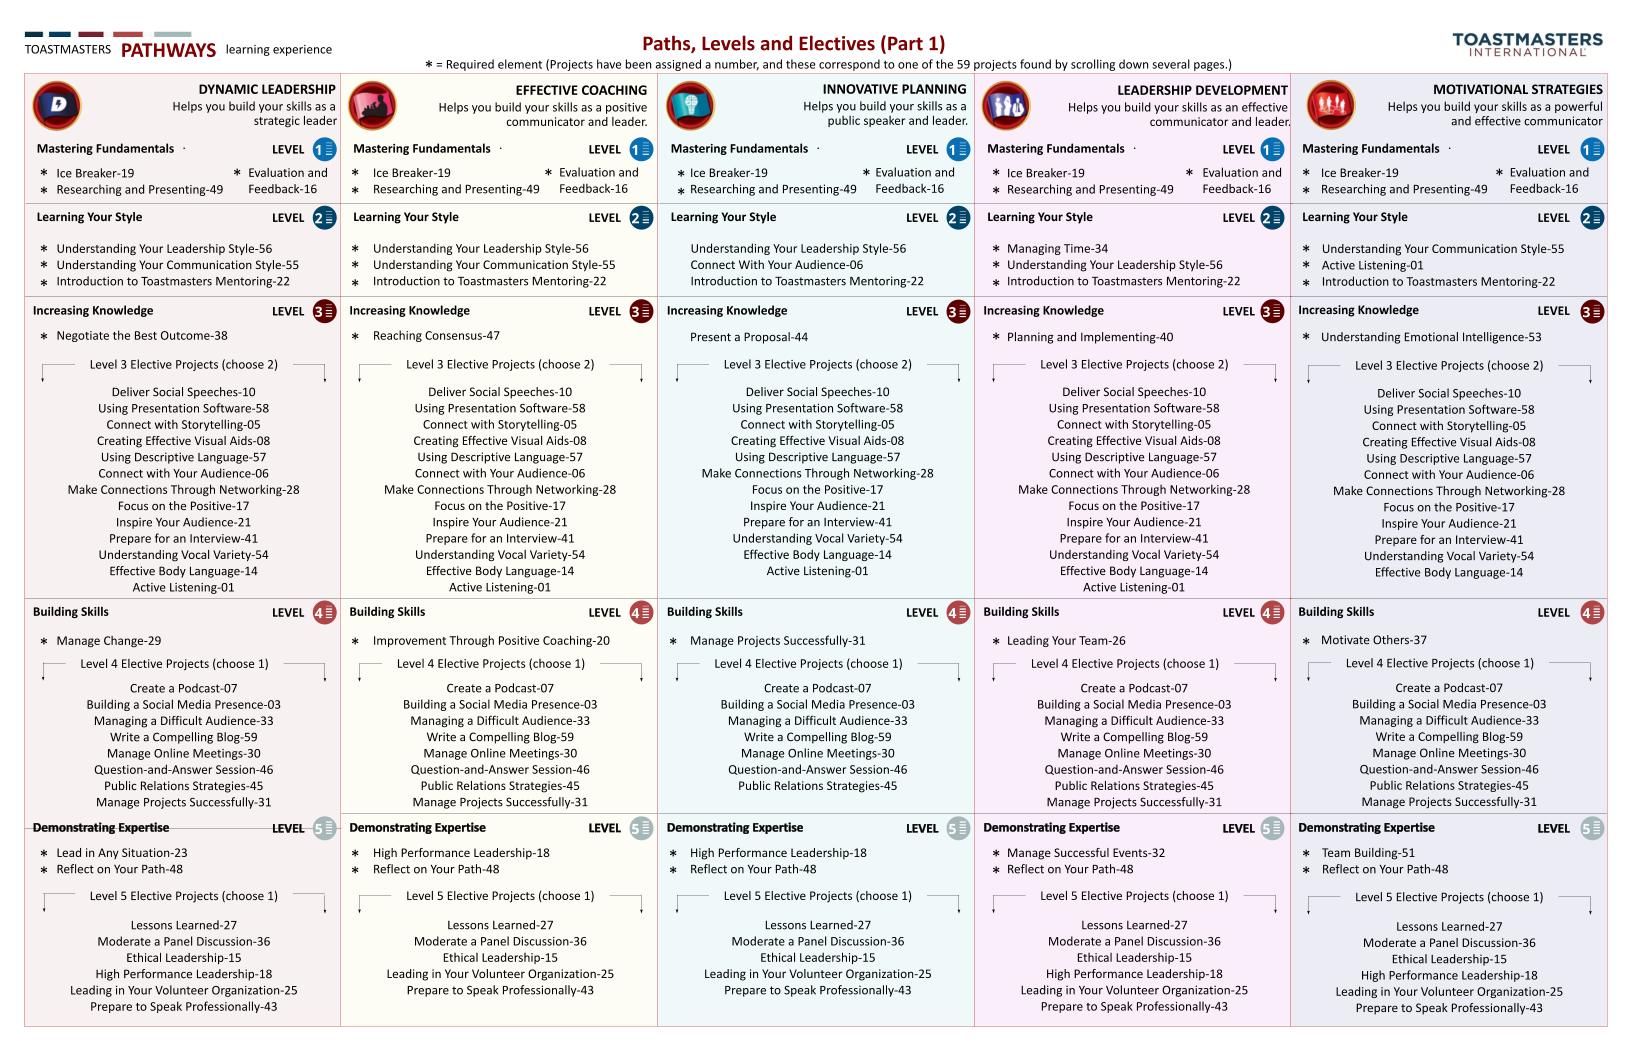 TOASTMASTERS PATHWAYS learning experience
Paths, Levels and Electives (Part 1)
TOASTMASTERS
INTERNATIONAL
* = Required element (Projects have been assigned a number, and these correspond to one of the 59 projects found by scrolling down several pages.)
D
DYNAMIC LEADERSHIP
Helps you build your skills as a
strategic leader
Mastering Fundamentals · LEVEL 1
* Ice Breaker-19
* Researching and Presenting-49
* Evaluation and
Feedback-16
Learning Your Style LEVEL 2
* Understanding Your Leadership Style-56
* Understanding Your Communication Style-55
* Introduction to Toastmasters Mentoring-22
Increasing Knowledge LEVEL 3
* Negotiate the Best Outcome-38
Level 3 Elective Projects (choose 2)
Deliver Social Speeches-10
Using Presentation Software-58
Connect with Storytelling-05
Creating Effective Visual Aids-08
Using Descriptive Language-57
Connect with Your Audience-06
Make Connections Through Networking-28
Focus on the Positive-17
Inspire Your Audience-21
Prepare for an Interview-41
Understanding Vocal Variety-54
Effective Body Language-14
Active Listening-01
Building Skills LEVEL 4
* Manage Change-29
Level 4 Elective Projects (choose 1)
Create a Podcast-07
Building a Social Media Presence-03
Managing a Difficult Audience-33
Write a Compelling Blog-59
Manage Online Meetings-30
Question-and-Answer Session-46
Public Relations Strategies-45
Manage Projects Successfully-31
Demonstrating Expertise LEVEL 5
* Lead in Any Situation-23
* Reflect on Your Path-48
Level 5 Elective Projects (choose 1)
Lessons Learned-27
Moderate a Panel Discussion-36
Ethical Leadership-15
High Performance Leadership-18
Leading in Your Volunteer Organization-25
Prepare to Speak Professionally-43
EFFECTIVE COACHING
Helps you build your skills as a positive
communicator and leader.
Mastering Fundamentals · LEVEL 1
* Ice Breaker-19
* Researching and Presenting-49
* Evaluation and
Feedback-16
Learning Your Style LEVEL 2
* Understanding Your Leadership Style-56
* Understanding Your Communication Style-55
* Introduction to Toastmasters Mentoring-22
Increasing Knowledge LEVEL 3
* Reaching Consensus-47
Level 3 Elective Projects (choose 2)
Deliver Social Speeches-10
Using Presentation Software-58
Connect with Storytelling-05
Creating Effective Visual Aids-08
Using Descriptive Language-57
Connect with Your Audience-06
Make Connections Through Networking-28
Focus on the Positive-17
Inspire Your Audience-21
Prepare for an Interview-41
Understanding Vocal Variety-54
Effective Body Language-14
Active Listening-01
Building Skills LEVEL 4
* Improvement Through Positive Coaching-20
Level 4 Elective Projects (choose 1)
Create a Podcast-07
Building a Social Media Presence-03
Managing a Difficult Audience-33
Write a Compelling Blog-59
Manage Online Meetings-30
Question-and-Answer Session-46
Public Relations Strategies-45
Manage Projects Successfully-31
Demonstrating Expertise LEVEL 5
* High Performance Leadership-18
* Reflect on Your Path-48
Level 5 Elective Projects (choose 1)
Lessons Learned-27
Moderate a Panel Discussion-36
Ethical Leadership-15
Leading in Your Volunteer Organization-25
Prepare to Speak Professionally-43
INNOVATIVE PLANNING
Helps you build your skills as a
public speaker and leader.
Mastering Fundamentals · LEVEL 1
* Ice Breaker-19
* Researching and Presenting-49
* Evaluation and
Feedback-16
Learning Your Style LEVEL 2
Understanding Your Leadership Style-56
Connect With Your Audience-06
Introduction to Toastmasters Mentoring-22
Increasing Knowledge LEVEL 3
Present a Proposal-44
Level 3 Elective Projects (choose 2)
Deliver Social Speeches-10
Using Presentation Software-58
Connect with Storytelling-05
Creating Effective Visual Aids-08
Using Descriptive Language-57
Make Connections Through Networking-28
Focus on the Positive-17
Inspire Your Audience-21
Prepare for an Interview-41
Understanding Vocal Variety-54
Effective Body Language-14
Active Listening-01
Building Skills LEVEL 4
* Manage Projects Successfully-31
Level 4 Elective Projects (choose 1)
Create a Podcast-07
Building a Social Media Presence-03
Managing a Difficult Audience-33
Write a Compelling Blog-59
Manage Online Meetings-30
Question-and-Answer Session-46
Public Relations Strategies-45
Demonstrating Expertise LEVEL 5
* High Performance Leadership-18
* Reflect on Your Path-48
Level 5 Elective Projects (choose 1)
Lessons Learned-27
Moderate a Panel Discussion-36
Ethical Leadership-15
Leading in Your Volunteer Organization-25
Prepare to Speak Professionally-43
LEADERSHIP DEVELOPMENT
Helps you build your skills as an effective
communicator and leader.
Mastering Fundamentals · LEVEL 1
* Ice Breaker-19
* Researching and Presenting-49
* Evaluation and
Feedback-16
Learning Your Style LEVEL 2
* Managing Time-34
* Understanding Your Leadership Style-56
* Introduction to Toastmasters Mentoring-22
Increasing Knowledge LEVEL 3
* Planning and Implementing-40
Level 3 Elective Projects (choose 2)
Deliver Social Speeches-10
Using Presentation Software-58
Connect with Storytelling-05
Creating Effective Visual Aids-08
Using Descriptive Language-57
Connect with Your Audience-06
Make Connections Through Networking-28
Focus on the Positive-17
Inspire Your Audience-21
Prepare for an Interview-41
Understanding Vocal Variety-54
Effective Body Language-14
Active Listening-01
Building Skills LEVEL 4
* Leading Your Team-26
Level 4 Elective Projects (choose 1)
Create a Podcast-07
Building a Social Media Presence-03
Managing a Difficult Audience-33
Write a Compelling Blog-59
Manage Online Meetings-30
Question-and-Answer Session-46
Public Relations Strategies-45
Manage Projects Successfully-31
Demonstrating Expertise LEVEL 5
* Manage Successful Events-32
* Reflect on Your Path-48
Level 5 Elective Projects (choose 1)
Lessons Learned-27
Moderate a Panel Discussion-36
Ethical Leadership-15
High Performance Leadership-18
Leading in Your Volunteer Organization-25
Prepare to Speak Professionally-43
MOTIVATIONAL STRATEGIES
Helps you build your skills as a powerful
and effective communicator
Mastering Fundamentals · LEVEL 1
* Ice Breaker-19
* Researching and Presenting-49
* Evaluation and
Feedback-16
Learning Your Style LEVEL 2
* Understanding Your Communication Style-55
* Active Listening-01
* Introduction to Toastmasters Mentoring-22
Increasing Knowledge LEVEL 3
* Understanding Emotional Intelligence-53
Level 3 Elective Projects (choose 2)
Deliver Social Speeches-10
Using Presentation Software-58
Connect with Storytelling-05
Creating Effective Visual Aids-08
Using Descriptive Language-57
Connect with Your Audience-06
Make Connections Through Networking-28
Focus on the Positive-17
Inspire Your Audience-21
Prepare for an Interview-41
Understanding Vocal Variety-54
Effective Body Language-14
Building Skills LEVEL 4
* Motivate Others-37
Level 4 Elective Projects (choose 1)
Create a Podcast-07
Building a Social Media Presence-03
Managing a Difficult Audience-33
Write a Compelling Blog-59
Manage Online Meetings-30
Question-and-Answer Session-46
Public Relations Strategies-45
Manage Projects Successfully-31
Demonstrating Expertise LEVEL 5
* Team Building-51
* Reflect on Your Path-48
Level 5 Elective Projects (choose 1)
Lessons Learned-27
Moderate a Panel Discussion-36
Ethical Leadership-15
High Performance Leadership-18
Leading in Your Volunteer Organization-25
Prepare to Speak Professionally-43